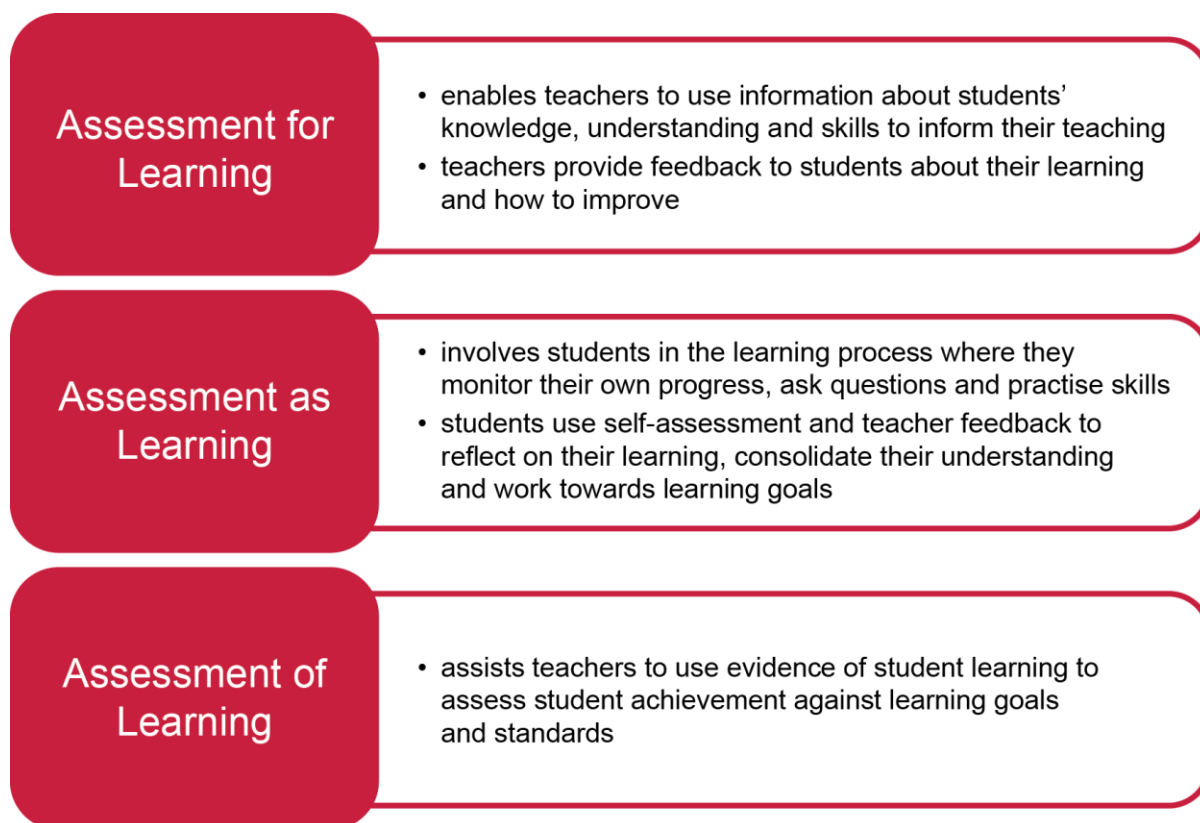 Assessment for
Learning
• enables teachers to use information about students’
knowledge, understanding and skills to inform their teaching
• teachers provide feedback to students about their learning
and how to improve
Assessment as
Learning
• involves students in the learning process where they
monitor their own progress, ask questions and practise skills
• students use self-assessment and teacher feedback to
reflect on their learning, consolidate their understanding
and work towards learning goals
Assessment of
Learning
• assists teachers to use evidence of student learning to
assess student achievement against learning goals
and standards